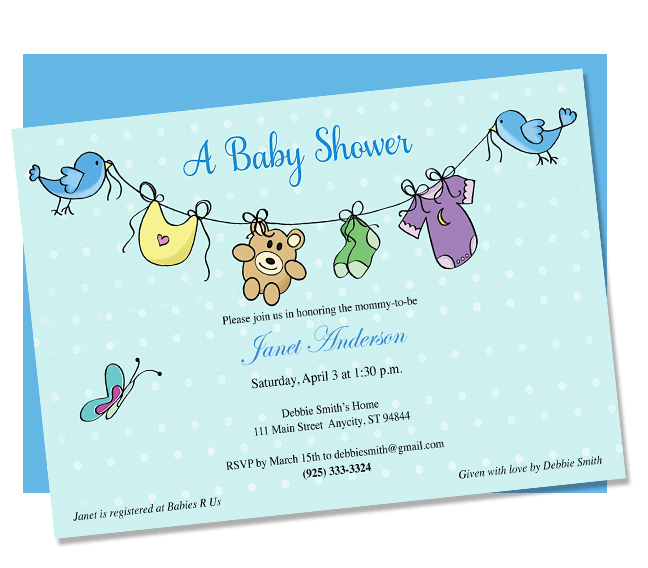 A Baby Shower
Please join us in honoring the mommy-to-be
Janet Anderson
Saturday, April 3 at 1:30 p.m.
Debbie Smith's Home
111 Main Street Anycity, ST 94844
RSVP by March 15th to debbiesmith@gmail.com
(925) 333-3324
Given with love by Debbie Smith
Janet is registered at Babies R Us